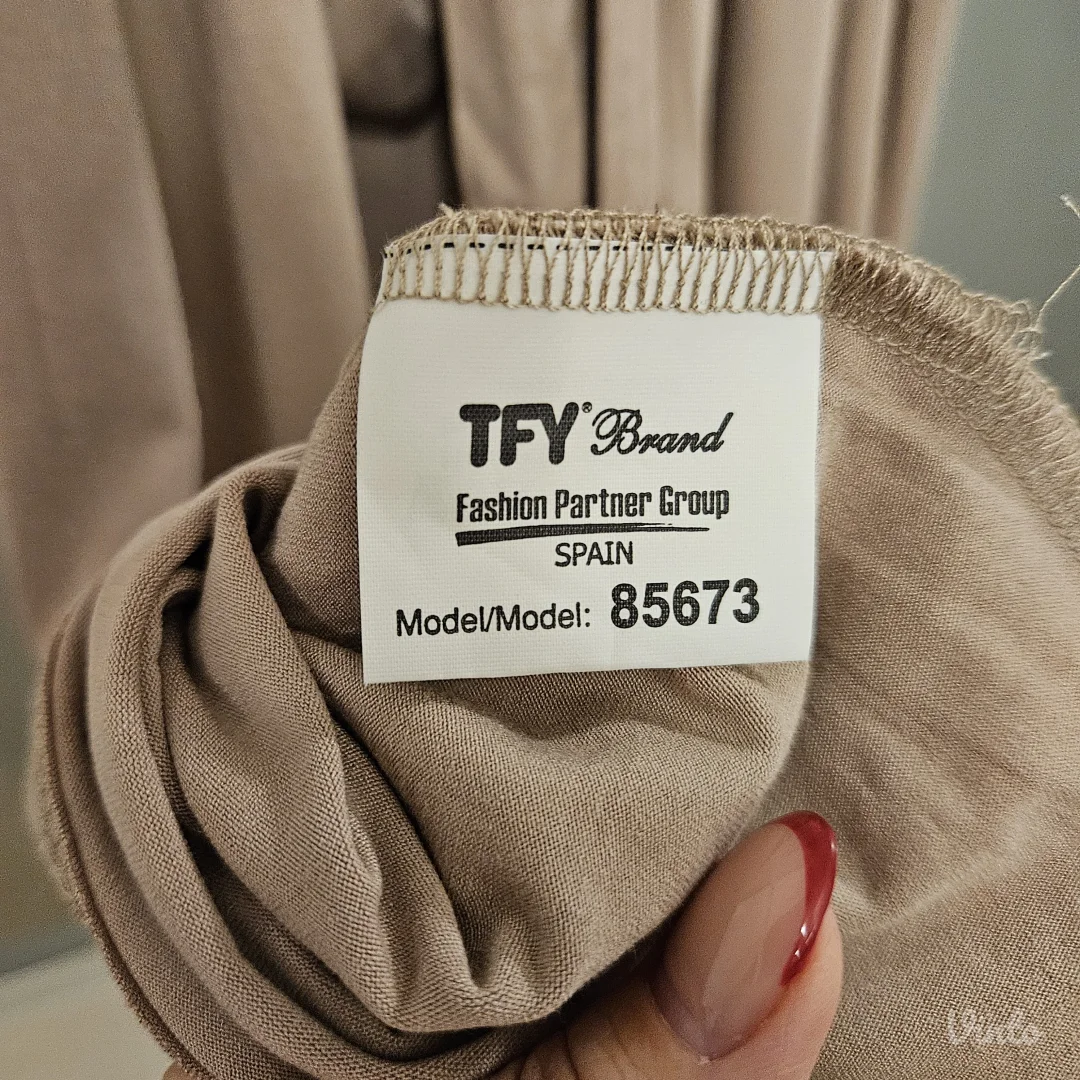 TFY® Brand
Fashion Partner Group
SPAIN
Model/Model: 85673